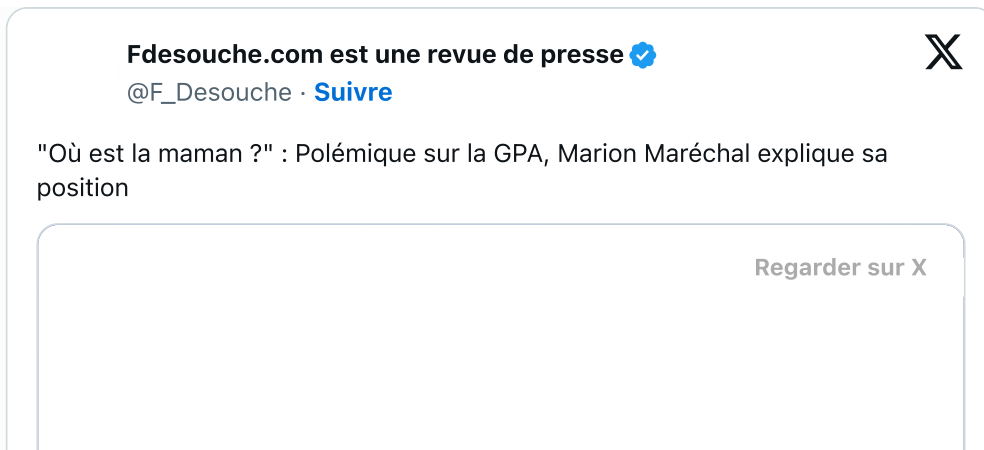 Fdesouche.com est une revue de presse
@F_Desouche · Suivre
"Où est la maman ?" : Polémique sur la GPA, Marion Maréchal explique sa
position
Regarder sur X